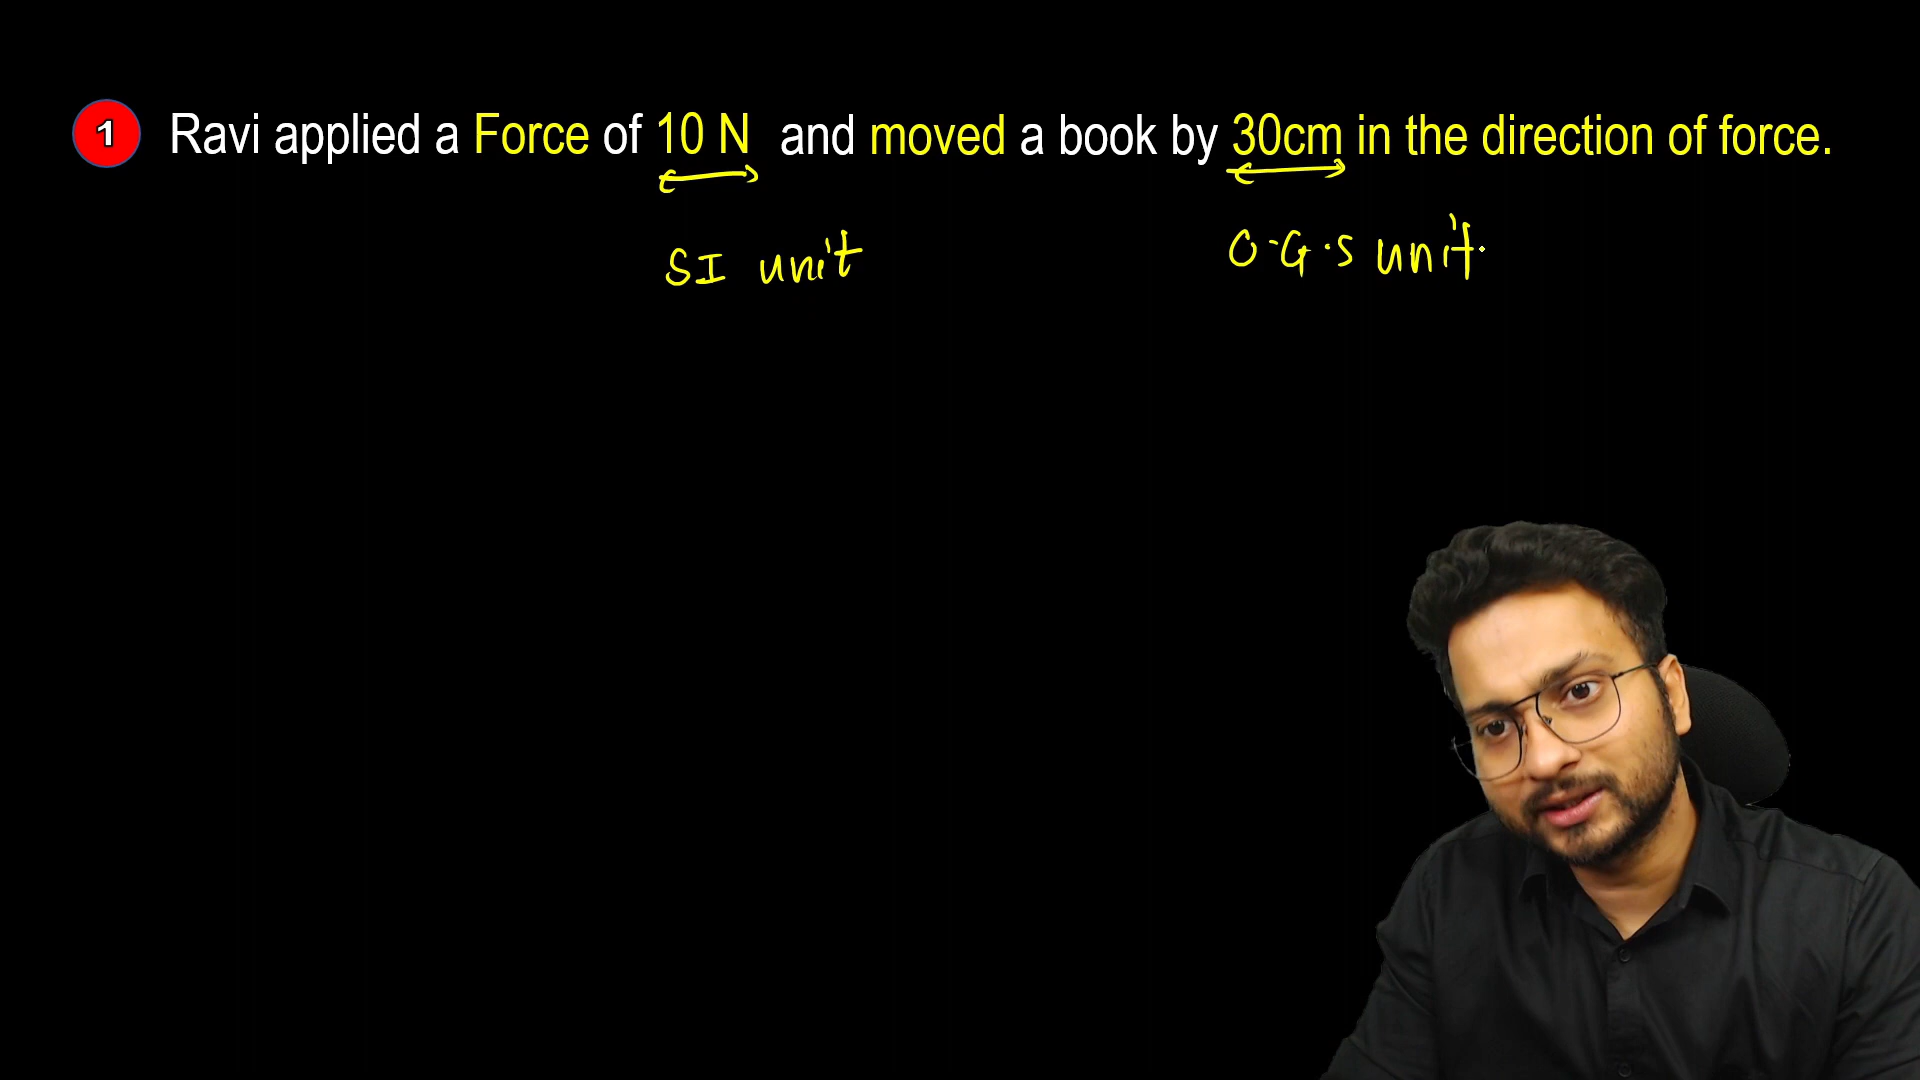 1 Ravi applied a Force of 10 N and moved a book by 30cm in the direction of force.
SI unit C.G.S unit.